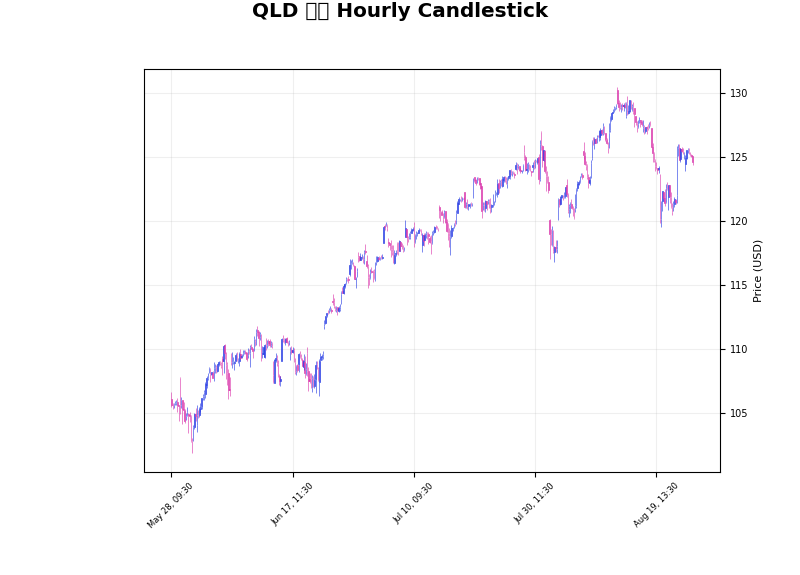 QLD Hourly Candlestick
130
125
120
115
110
105
Price (USD)
May 28, 09:30
Jun 17, 11:30
Jul 10, 09:30
Jul 30, 11:30
Aug 19, 13:30